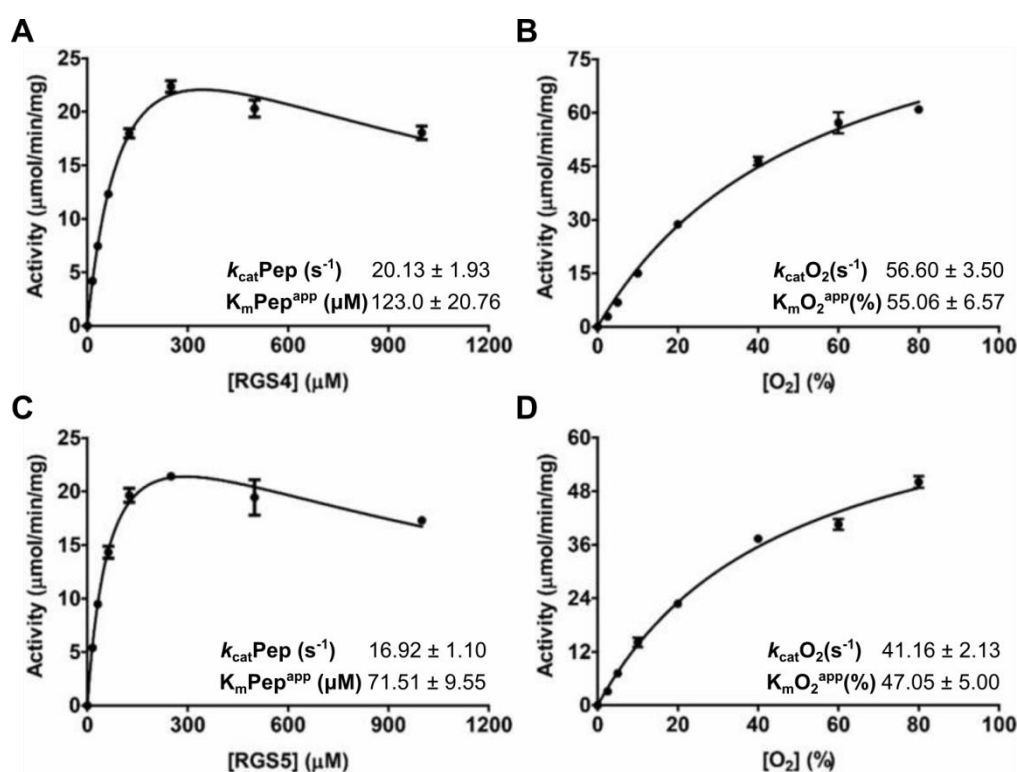 A
Activity (μmol/min/mg)
25
20
15
10
5
0
0 300 600 900 1200
[RGS4] (μM)
kcatPep (s-1) 20.13 ± 1.93
KmPepapp (μM) 123.0 ± 20.76
B
Activity (μmol/min/mg)
75
60
45
30
15
0
0 20 40 60 80 100
[O2] (%)
kcatO2(s-1) 56.60 ± 3.50
KmO2app(%) 55.06 ± 6.57
C
Activity (μmol/min/mg)
25
20
15
10
5
0
0 300 600 900 1200
[RGS5] (μM)
kcatPep (s-1) 16.92 ± 1.10
KmPepapp (μM) 71.51 ± 9.55
D
Activity (μmol/min/mg)
60
48
36
24
12
0
0 20 40 60 80 100
[O2] (%)
kcatO2(s-1) 41.16 ± 2.13
KmO2app(%) 47.05 ± 5.00